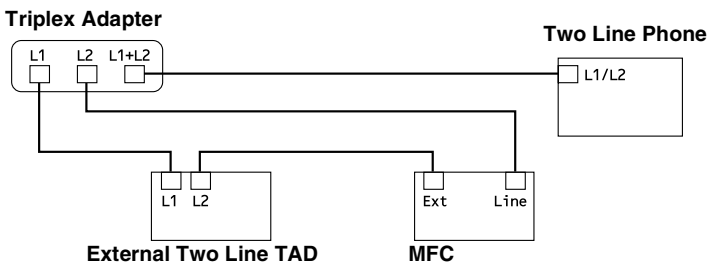 Triplex Adapter
Two Line Phone
L1 L2 L1+L2
L1/L2
L1 L2
Ext Line
External Two Line TAD
MFC